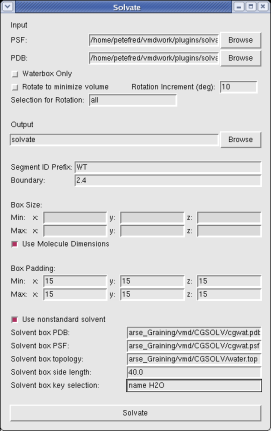 Solvate
Input
PSF: /home/petefred/vmdwork/plugins/solva Browse
PDB: /home/petefred/vmdwork/plugins/solva Browse
Waterbox Only
Rotate to minimize volume Rotation Increment (deg): 10
Selection for Rotation: all
Output
solvate Browse
Segment ID Prefix: WT
Boundary: 2.4
Box Size:
Min: x: y: z:
Max: x: y: z:
Use Molecule Dimensions
Box Padding:
Min: x: 15 y: 15 z: 15
Max: x: 15 y: 15 z: 15
Use nonstandard solvent
Solvent box PDB: arse_Graining/vmd/CGSOLV/cgwat.pdb
Solvent box PSF: arse_Graining/vmd/CGSOLV/cgwat.psf
Solvent box topology: arse_Graining/vmd/CGSOLV/water.top
Solvent box side length: 40.0
Solvent box key selection: name H2O
Solvate